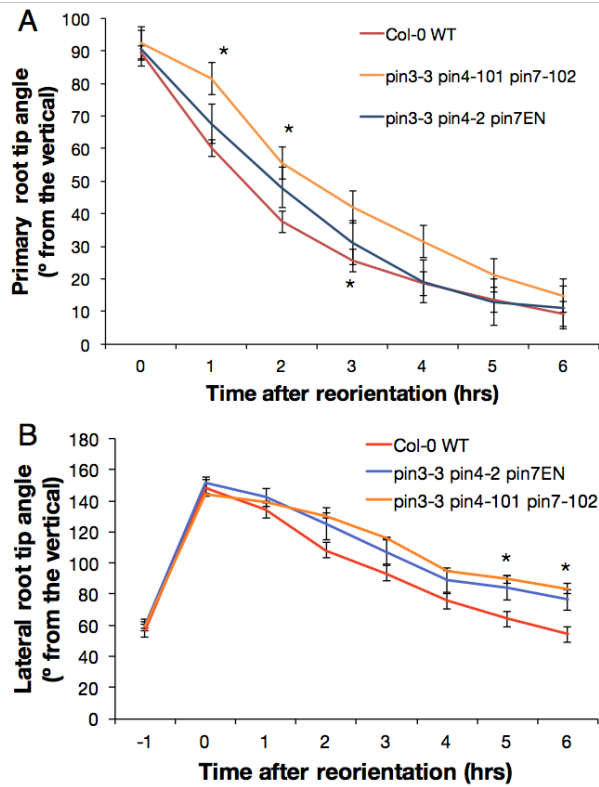 A
Primary root tip angle
(º from the vertical)
100
90
80
70
60
50
40
30
20
10
0
Col-0 WT
pin3-3 pin4-101 pin7-102
pin3-3 pin4-2 pin7EN
*
*
*
0 1 2 3 4 5 6
Time after reorientation (hrs)
B
Lateral root tip angle
(º from the vertical)
180
160
140
120
100
80
60
40
20
0
Col-0 WT
pin3-3 pin4-2 pin7EN
pin3-3 pin4-101 pin7-102
* *
-1 0 1 2 3 4 5 6
Time after reorientation (hrs)